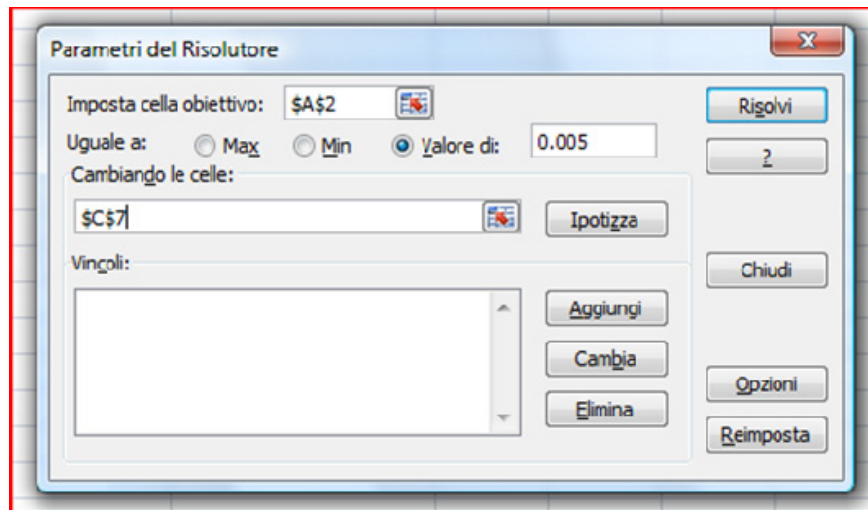 Parametri del Risolutore
Imposta cella obiettivo: $A$2
Risolvi
Uguale a: Max Min Valore di: 0.005
?
Cambiando le celle:
$C$7
Ipotizza
Vincoli:
Chiudi
Aggiungi
Cambia
Opzioni
Elimina
Reimposta